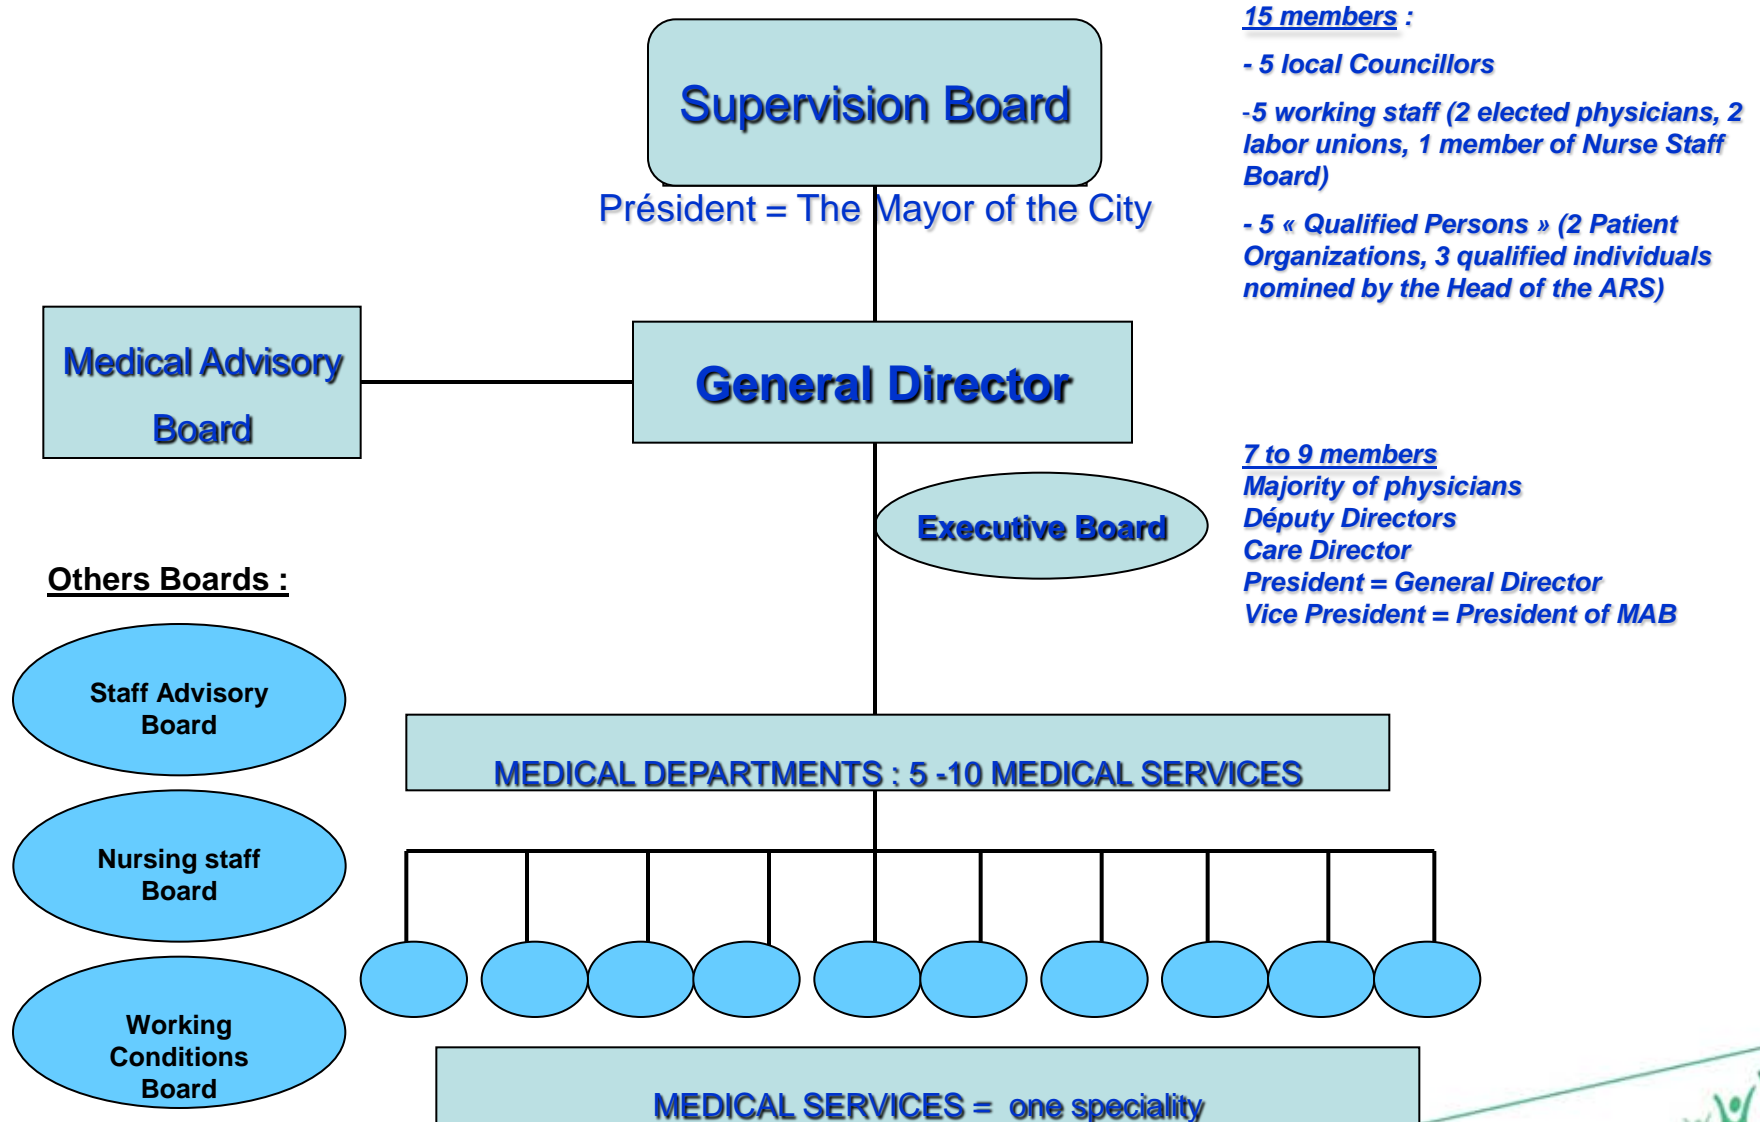 15 members :
- 5 local Councillors
-5 working staff (2 elected physicians, 2
labor unions, 1 member of Nurse Staff
Board)
- 5 « Qualified Persons » (2 Patient
Organizations, 3 qualified individuals
nomined by the Head of the ARS)
Supervision Board
Président = The Mayor of the City
Medical Advisory
Board
General Director
Executive Board
7 to 9 members
Majority of physicians
Députy Directors
Care Director
President = General Director
Vice President = President of MAB
Others Boards :
Staff Advisory
Board
Nursing staff
Board
Working
Conditions
Board
MEDICAL DEPARTMENTS : 5 -10 MEDICAL SERVICES
MEDICAL SERVICES = one speciality